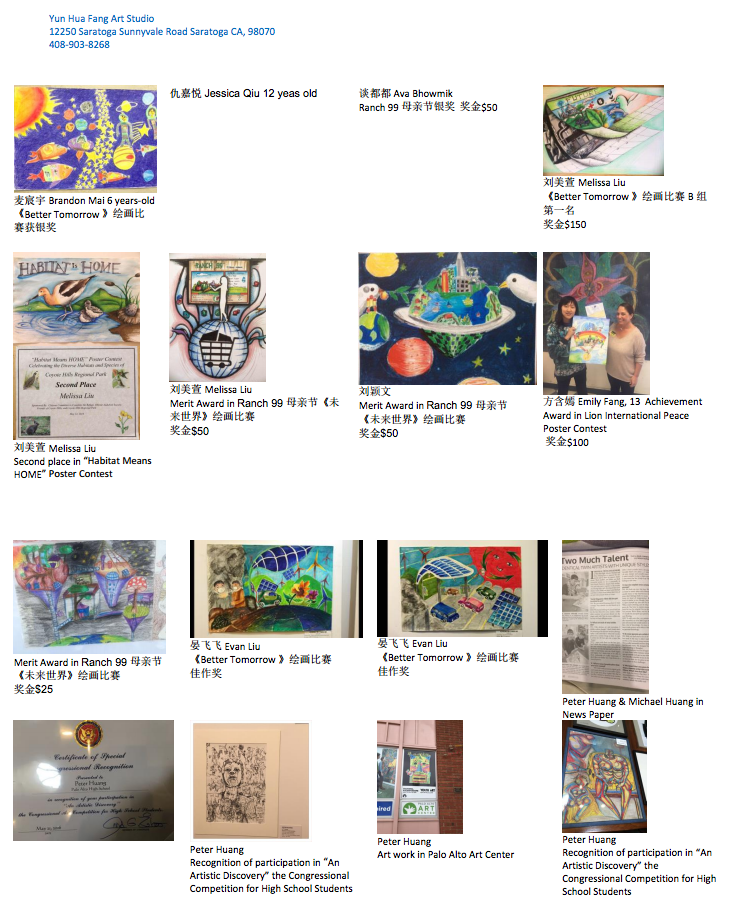 Yun Hua Fang Art Studio
12250 Saratoga Sunnyvale Road Saratoga CA, 98070
408-903-8268
仇嘉悦 Jessica Qiu 12 yeas old
谈都都 Ava Bhowmik
Ranch 99 母亲节银奖 奖金$50
麦宸宇 Brandon Mai 6 years-old
《Better Tomorrow 》绘画比
赛获银奖
刘美萱 Melissa Liu
《Better Tomorrow 》绘画比赛 B 组
第一名
奖金$150
HABITAT is HOME
"Habitat Means HOME" Poster Contest
Celebrating the Diverse Habitats and Species of
Coyote Hills Regional Park
Second Place
Melissa Liu
刘美萱 Melissa Liu
Second place in "Habitat Means
HOME" Poster Contest
刘美萱 Melissa Liu
Merit Award in Ranch 99 母亲节《未
来世界》绘画比赛
奖金$50
刘颖文
Merit Award in Ranch 99 母亲节
《未来世界》绘画比赛
奖金$50
方含嫣 Emily Fang, 13 Achievement
Award in Lion International Peace
Poster Contest
奖金$100
Merit Award in Ranch 99 母亲节
《未来世界》绘画比赛
奖金$25
晏飞飞 Evan Liu
《Better Tomorrow 》绘画比赛
佳作奖
晏飞飞 Evan Liu
《Better Tomorrow 》绘画比赛
佳作奖
Two Much Talent
IDENTICAL TWIN ARTISTS WITH UNIQUE STYLE
Peter Huang & Michael Huang in
News Paper
Certificate of Special
Congressional Recognition
Presented to
Peter Huang
Palo Alto High School
in recognition of your participation in
"An Artistic Discovery"
the Congressional Art Competition for High School Students
Peter Huang
Recognition of participation in "An
Artistic Discovery" the Congressional
Competition for High School Students
ART
Peter Huang
Art work in Palo Alto Art Center
Peter Huang
Recognition of participation in "An
Artistic Discovery" the
Congressional Competition for High
School Students